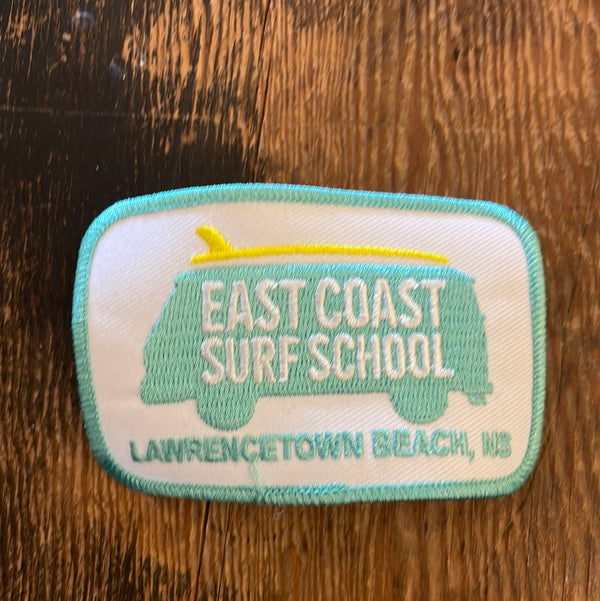 EAST COAST
SURF SCHOOL
LAWRENCETOWN BEACH, NS